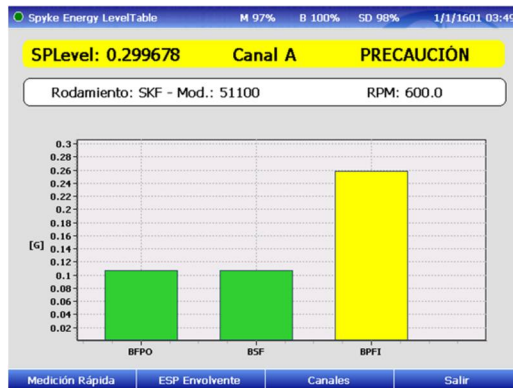 Spyke Energy LevelTable M 97% B 100% SD 98% 1/1/1601 03:49
SPLevel: 0.299678 Canal A PRECAUCIÓN
Rodamiento: SKF - Mod.: 51100 RPM: 600.0
0.3
0.28
0.26
0.24
0.22
0.2
0.18
0.16
[G] 0.14
0.12
0.1
0.08
0.06
0.04
0.02
BFPO BSF BPFI
Medición Rápida ESP Envolvente Canales Salir